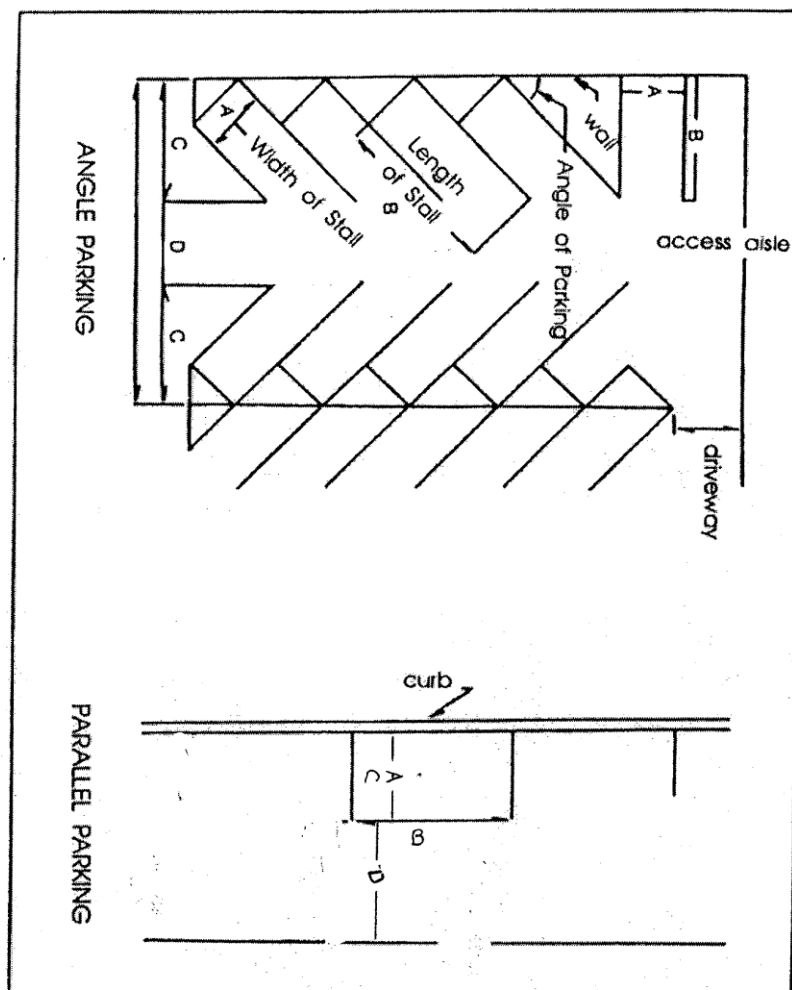 A
B
wall
Angle of Parking
Length
of Stall
B
A
Width of Stall
C
D
C
ANGLE PARKING
access aisle
driveway
curb
A
C
B
D
PARALLEL PARKING